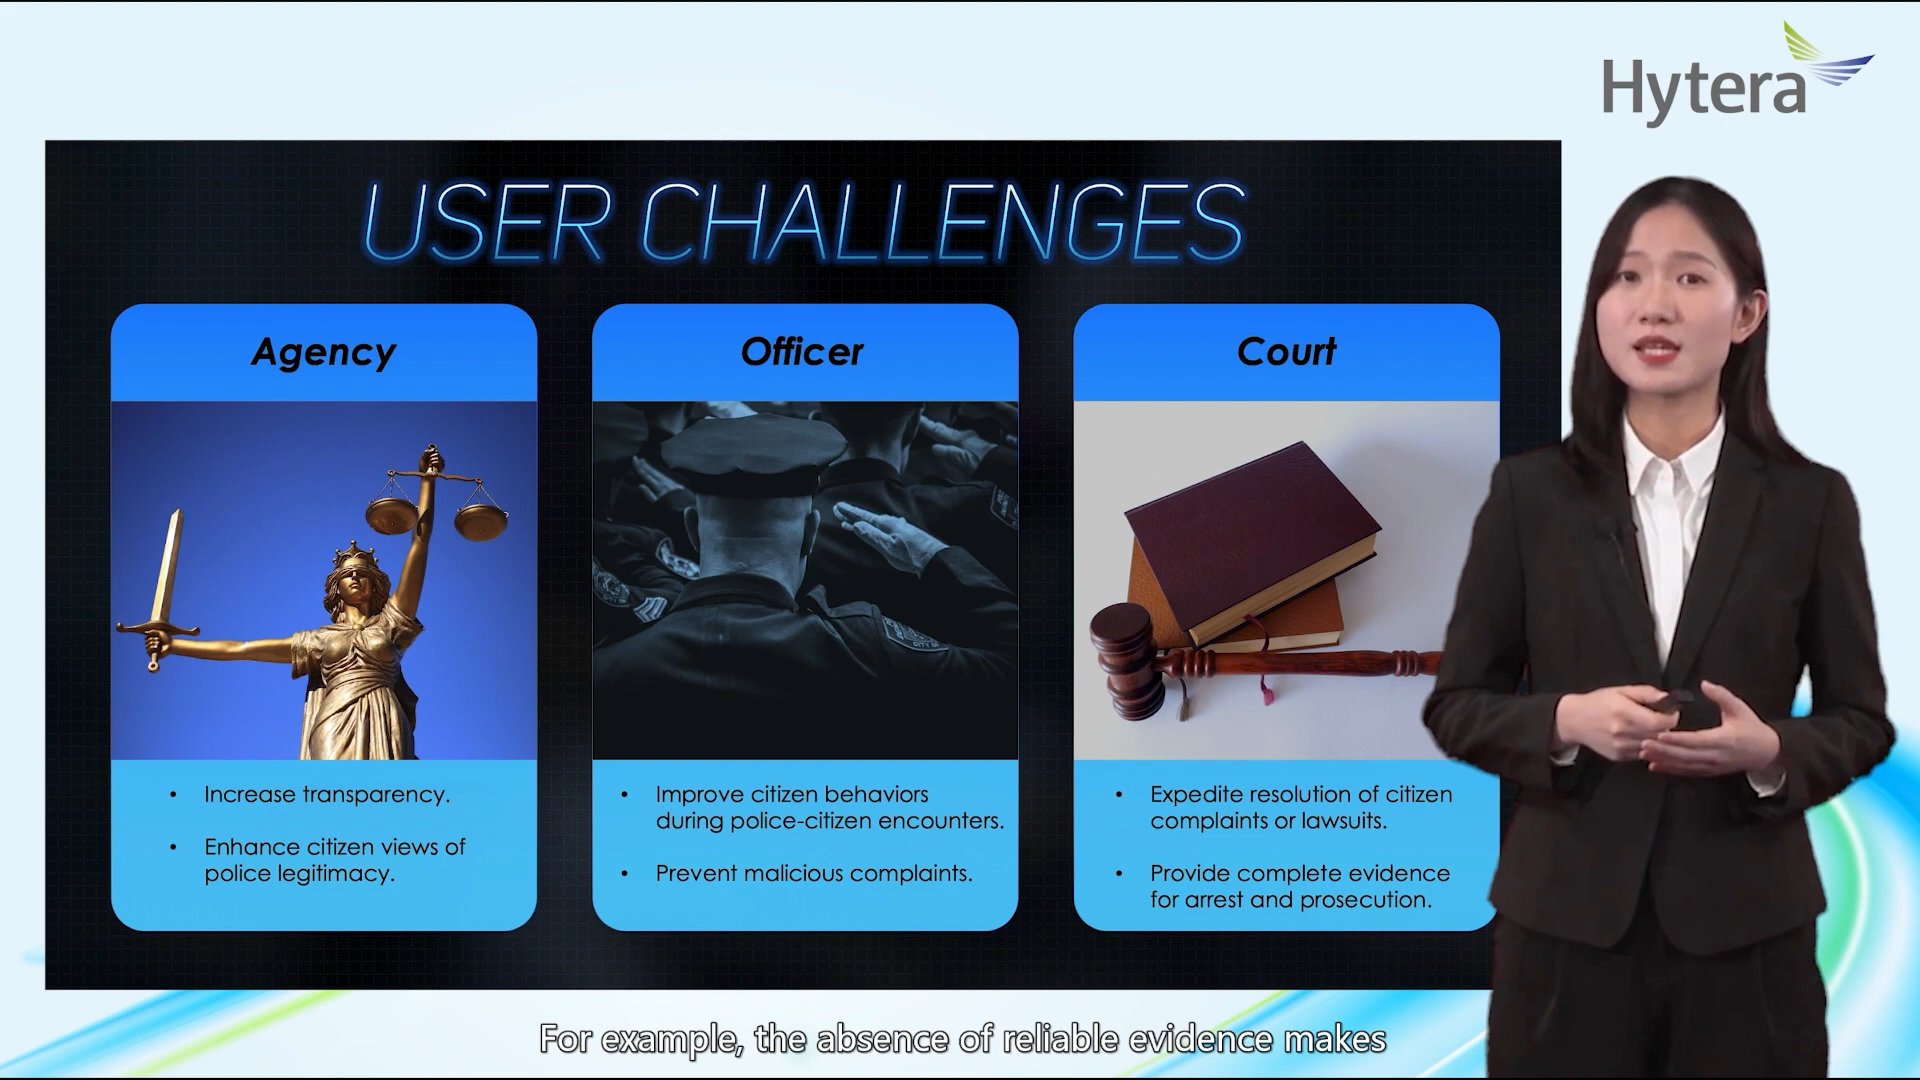 Hytera
USER CHALLENGES
Agency
• Increase transparency.
• Enhance citizen views of
police legitimacy.
Officer
CITY OF
• Improve citizen behaviors
during police-citizen encounters.
• Prevent malicious complaints.
Court
• Expedite resolution of citizen
complaints or lawsuits.
• Provide complete evidence
for arrest and prosecution.
For example, the absence of reliable evidence makes